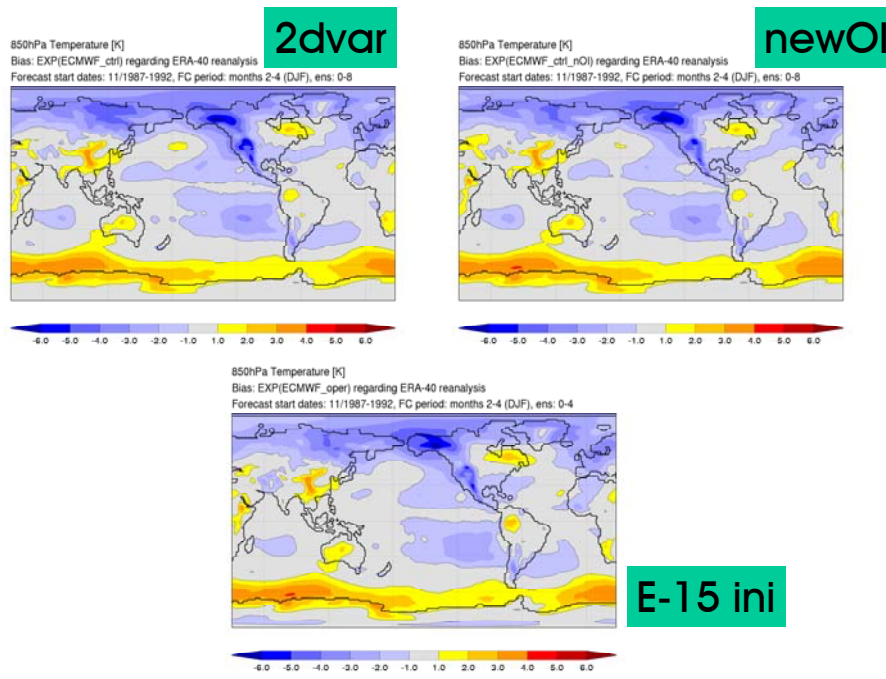 2dvar
850hPa Temperature [K]
Bias: EXP(ECMWF_ctrl) regarding ERA-40 reanalysis
Forecast start dates: 11/1987-1992, FC period: months 2-4 (DJF), ens: 0-8
-6.0 -5.0 -4.0 -3.0 -2.0 -1.0 1.0 2.0 3.0 4.0 5.0 6.0
newOI
850hPa Temperature [K]
Bias: EXP(ECMWF_ctrl_nOI) regarding ERA-40 reanalysis
Forecast start dates: 11/1987-1992, FC period: months 2-4 (DJF), ens: 0-8
-6.0 -5.0 -4.0 -3.0 -2.0 -1.0 1.0 2.0 3.0 4.0 5.0 6.0
850hPa Temperature [K]
Bias: EXP(ECMWF_oper) regarding ERA-40 reanalysis
Forecast start dates: 11/1987-1992, FC period: months 2-4 (DJF), ens: 0-4
E-15 ini
-6.0 -5.0 -4.0 -3.0 -2.0 -1.0 1.0 2.0 3.0 4.0 5.0 6.0